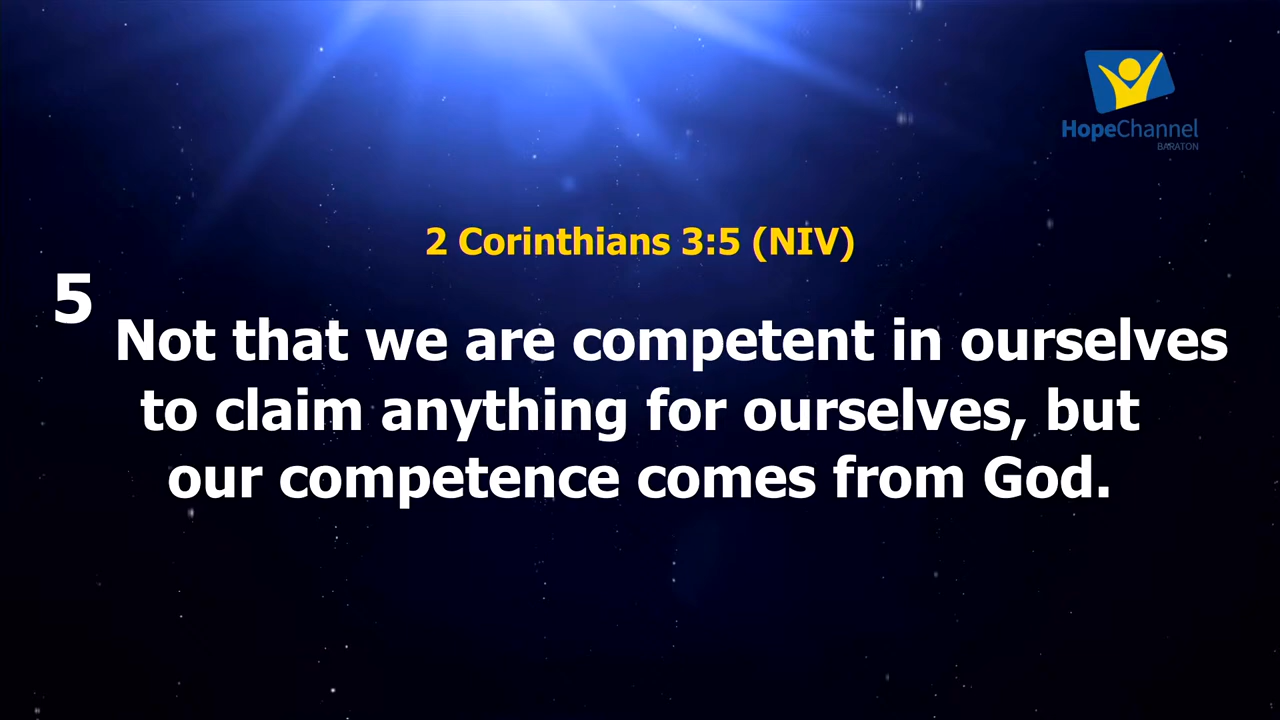 HopeChannel
BARATON
2 Corinthians 3:5 (NIV)
5 Not that we are competent in ourselves
to claim anything for ourselves, but
our competence comes from God.